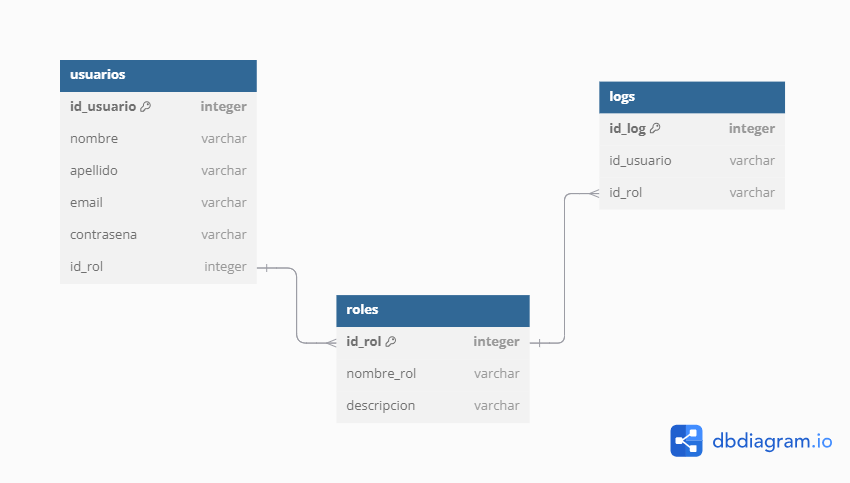 usuarios
id_usuario integer
nombre varchar
apellido varchar
email varchar
contrasena varchar
id_rol integer
logs
id_log integer
id_usuario varchar
id_rol varchar
roles
id_rol integer
nombre_rol varchar
descripcion varchar
dbdiagram.io